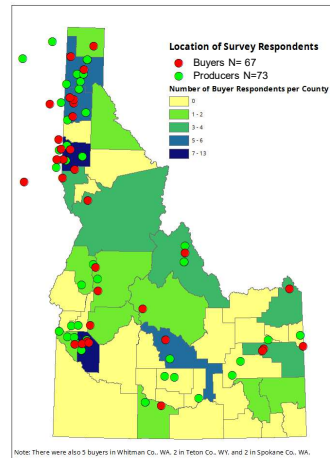 Location of Survey Respondents
Buyers N= 67
Producers N=73
Number of Buyer Respondents per County
0
1 - 2
3 - 4
5 - 6
7 - 13
Note: There were also 5 buyers in Whitman Co., WA. 2 in Teton Co., WY. and 2 in Spokane Co., WA.